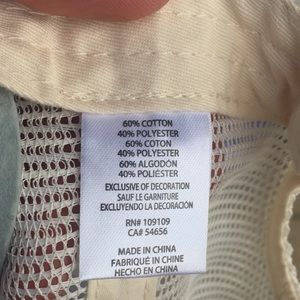 60% COTTON
40% POLYESTER
60% COTON
40% POLYESTER
60% ALGODÓN
40% POLIÉSTER
EXCLUSIVE OF DECORATION
SAUF LE GARNITURE
EXCLUYENDO LA DECORACIÓN
RN# 109109
CA# 54656
MADE IN CHINA
FABRIQUÉ IN CHINE
HECHO EN CHINA